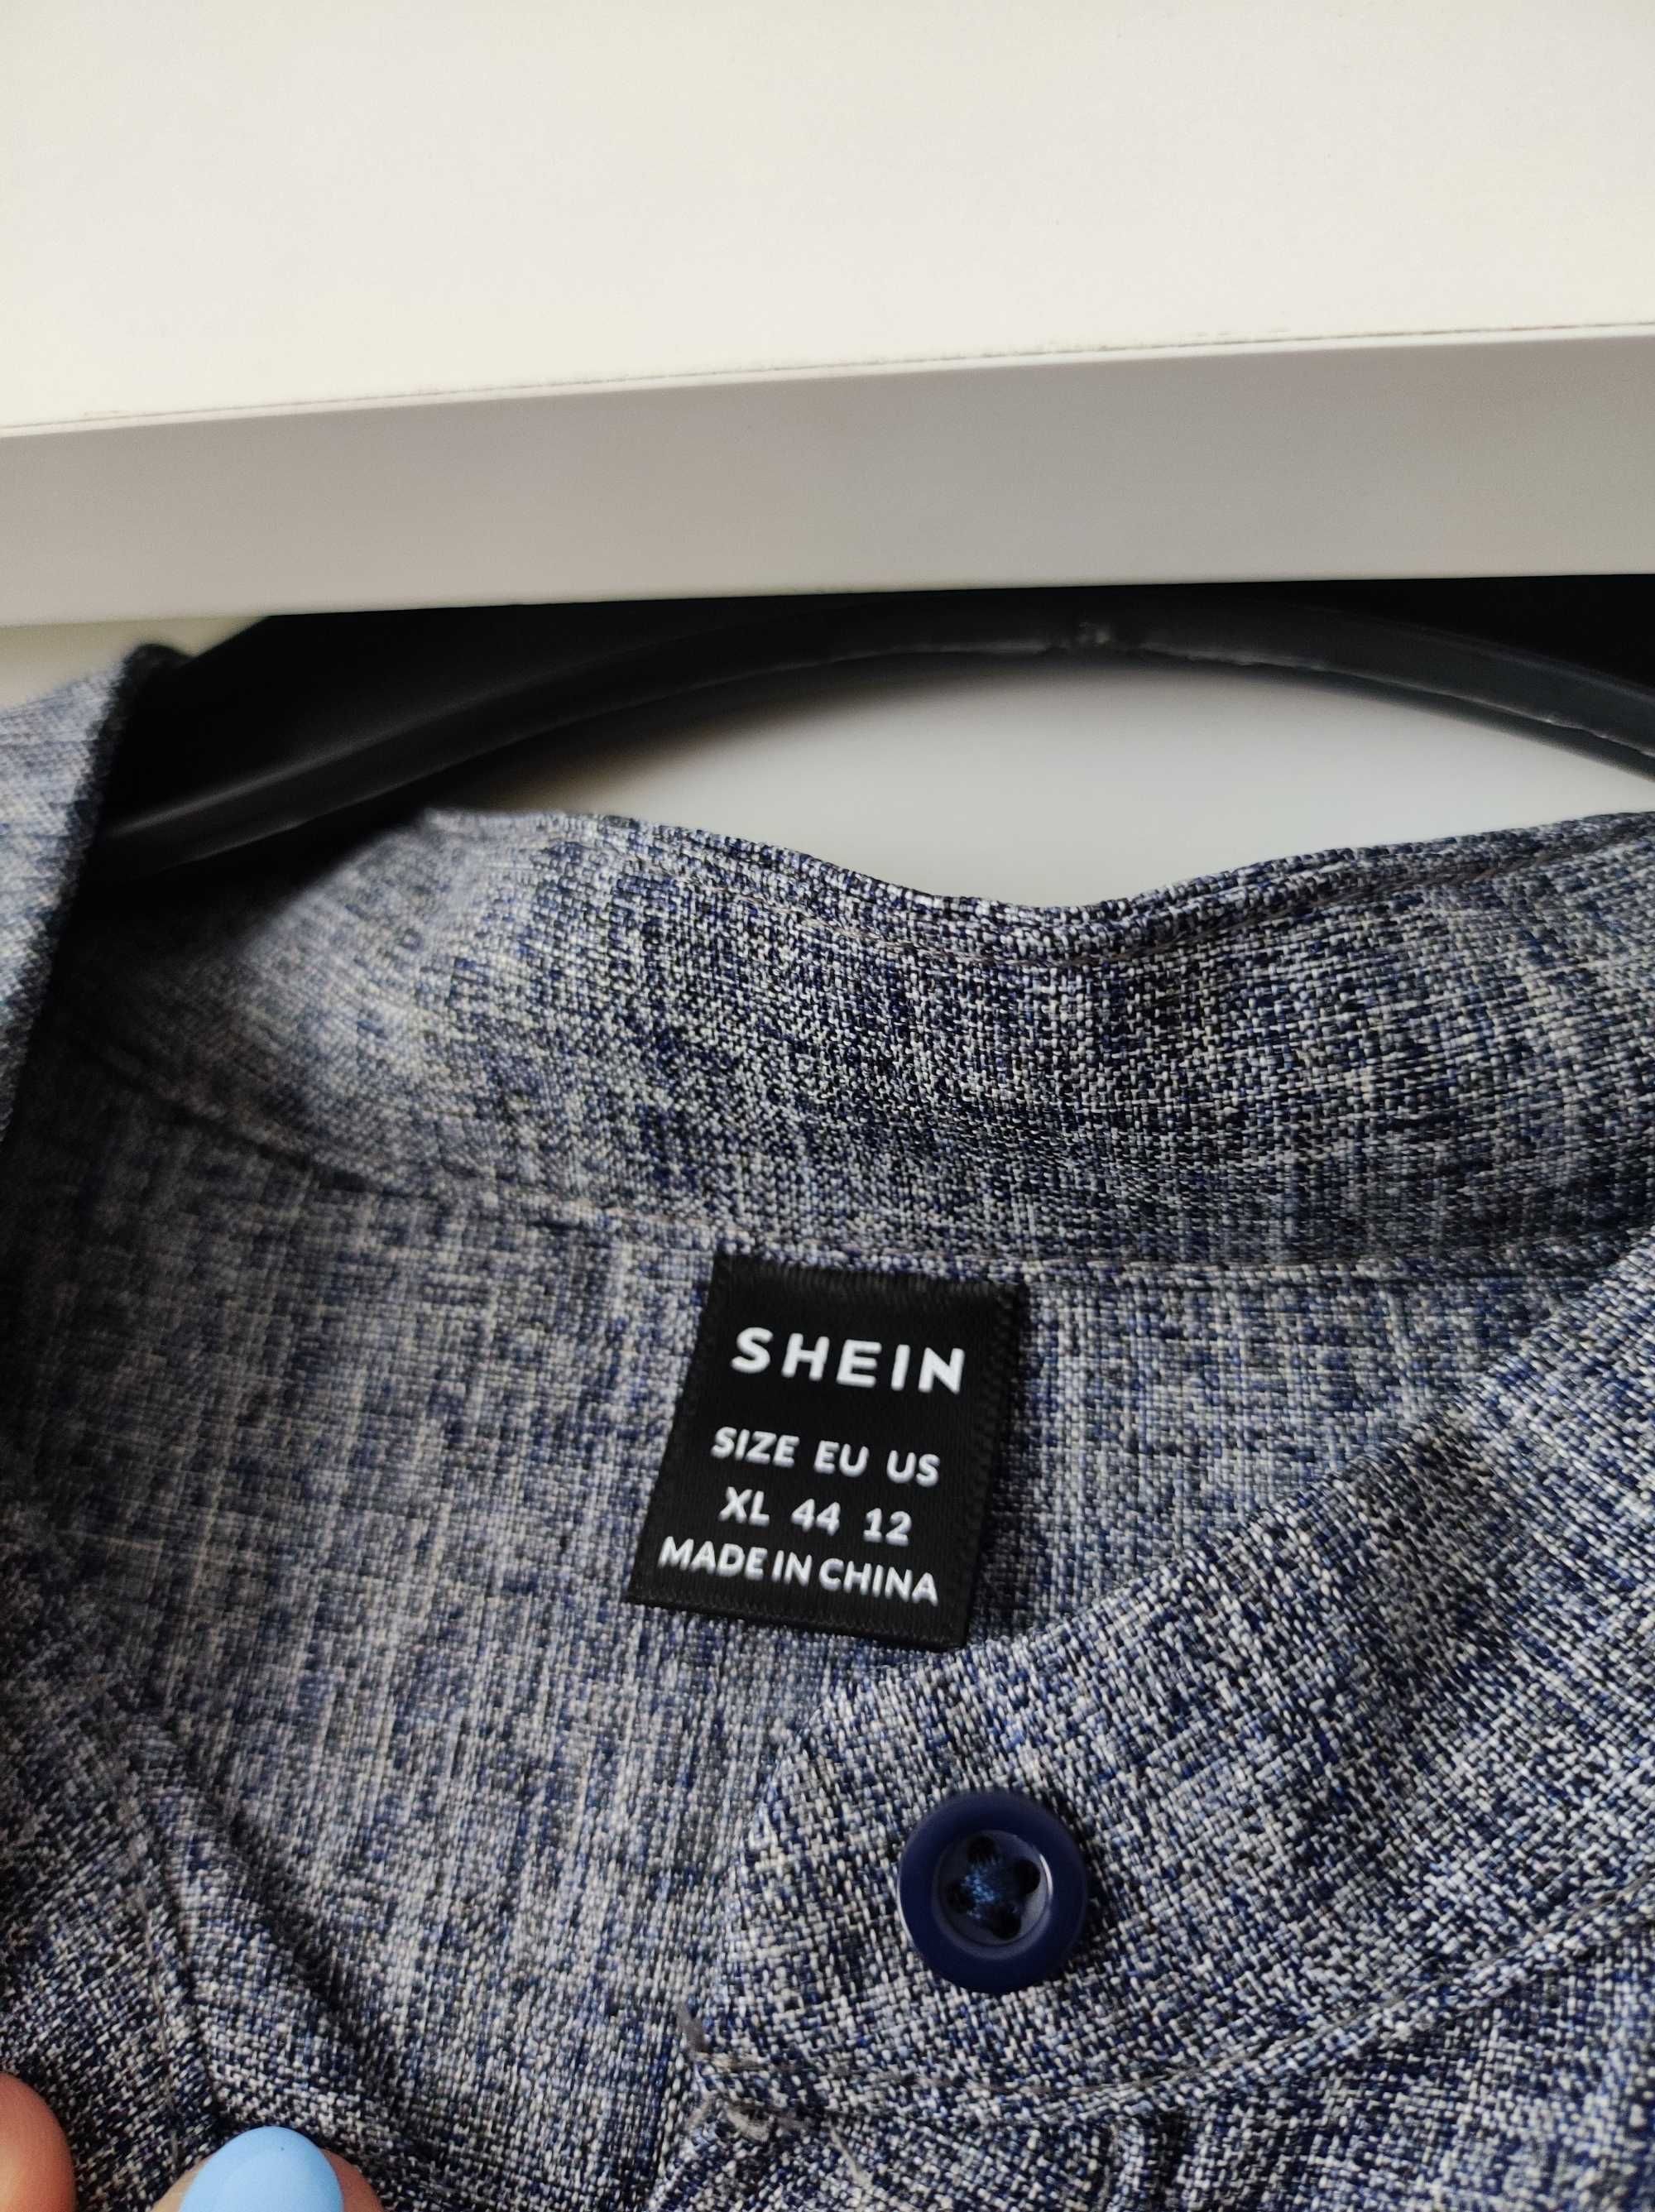 SHEIN
SIZE EU US
XL 44 12
MADE IN CHINA